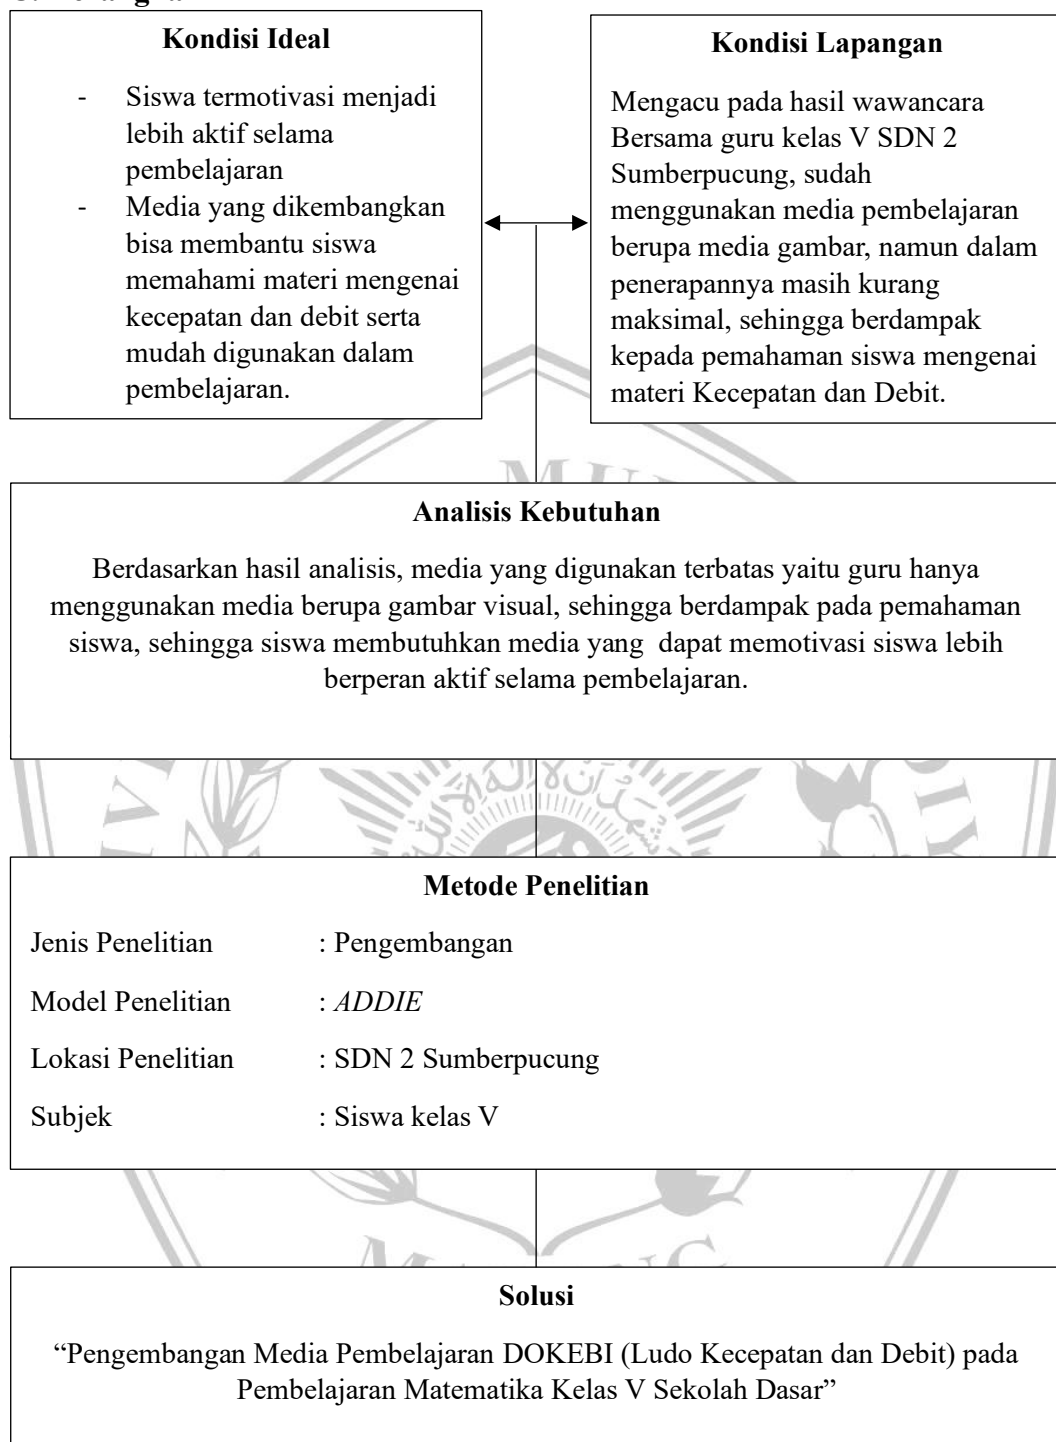 Kondisi Ideal
- Siswa termotivasi menjadi
lebih aktif selama
pembelajaran
- Media yang dikembangkan
bisa membantu siswa
memahami materi mengenai
kecepatan dan debit serta
mudah digunakan dalam
pembelajaran.
Kondisi Lapangan
Mengacu pada hasil wawancara
Bersama guru kelas V SDN 2
Sumberpucung, sudah
menggunakan media pembelajaran
berupa media gambar, namun dalam
penerapannya masih kurang
maksimal, sehingga berdampak
kepada pemahaman siswa mengenai
materi Kecepatan dan Debit.
Analisis Kebutuhan
Berdasarkan hasil analisis, media yang digunakan terbatas yaitu guru hanya
menggunakan media berupa gambar visual, sehingga berdampak pada pemahaman
siswa, sehingga siswa membutuhkan media yang dapat memotivasi siswa lebih
berperan aktif selama pembelajaran.
Metode Penelitian
Jenis Penelitian : Pengembangan
Model Penelitian : ADDIE
Lokasi Penelitian : SDN 2 Sumberpucung
Subjek : Siswa kelas V
Solusi
“Pengembangan Media Pembelajaran DOKEBI (Ludo Kecepatan dan Debit) pada
Pembelajaran Matematika Kelas V Sekolah Dasar”